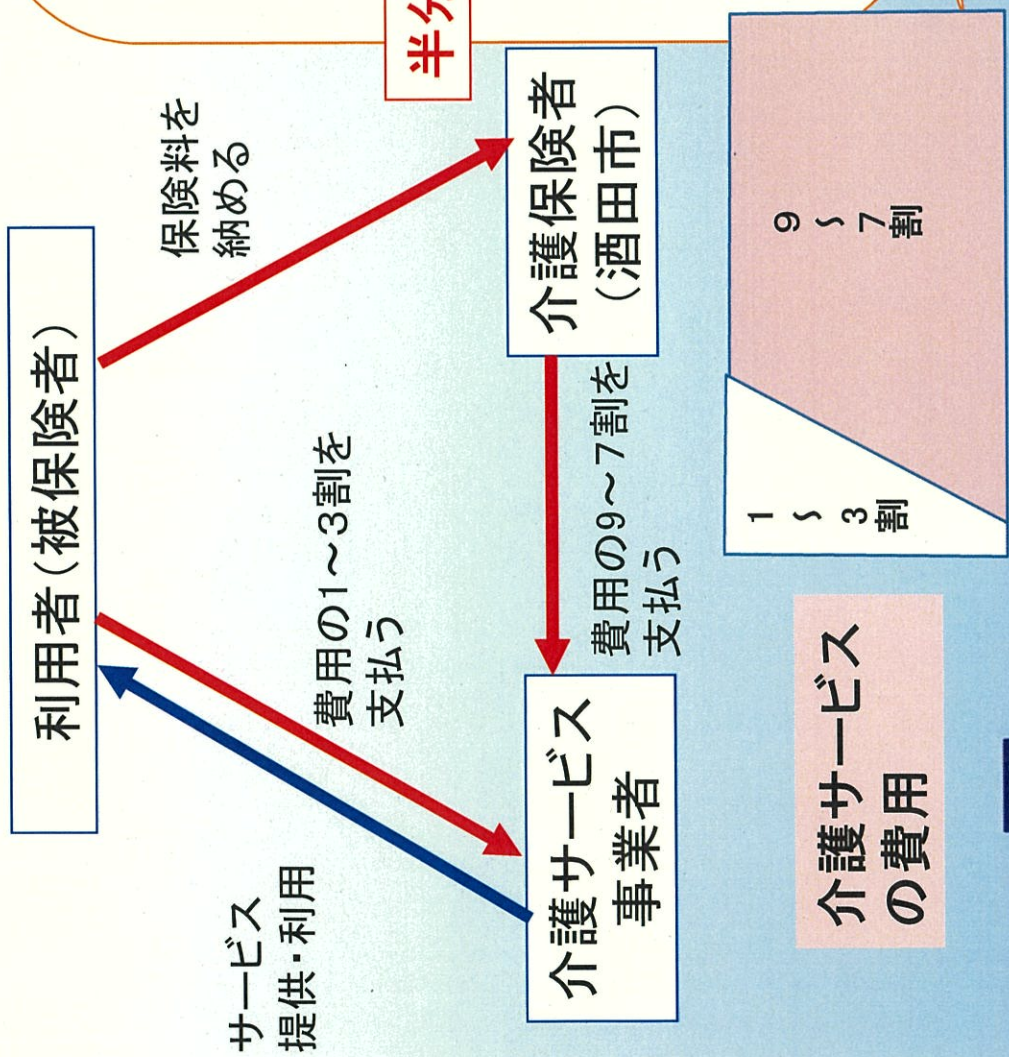 利用者（被保険者）
サービス
提供・利用
費用の1～3割を
支払う
保険料を
納める
半分
介護サービス
事業者
費用の9～7割を
支払う
介護保険者
（酒田市）
介護サービス
の費用
1
～
3
割
9
～
7
割